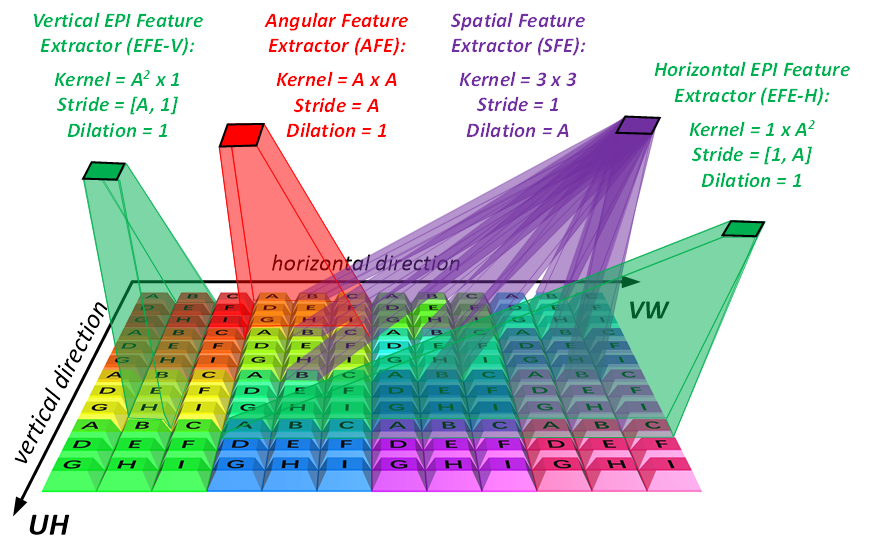 Vertical EPI Feature
Extractor (EFE-V):
Kernel = A² x 1
Stride = [A, 1]
Dilation = 1
Angular Feature
Extractor (AFE):
Kernel = A x A
Stride = A
Dilation = 1
Spatial Feature
Extractor (SFE):
Kernel = 3 x 3
Stride = 1
Dilation = A
Horizontal EPI Feature
Extractor (EFE-H):
Kernel = 1 x A²
Stride = [1, A]
Dilation = 1
horizontal direction
VW
vertical direction
UH
A B C A B C A B C A B C
D E F D E F D E F D E F
G H I G H I G H I G H I
A B C A B C A B C A B C
D E F D E F D E F D E F
G H I G H I G H I G H I
A B C A B C A B C A B C
D E F D E F D E F D E F
G H I G H I G H I G H I
A B C A B C A B C A B C
D E F D E F D E F D E F
G H I G H I G H I G H I